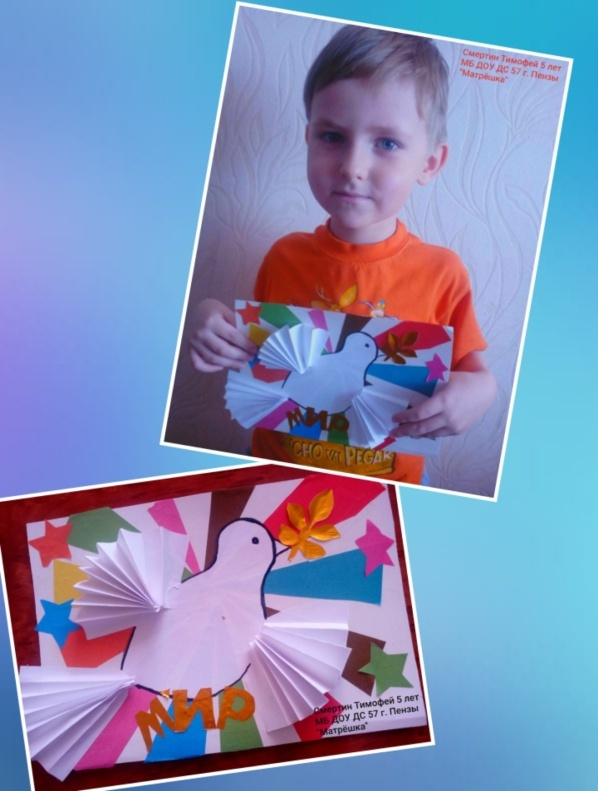 Смертин Тимофей 5 лет
МБ ДОУ ДС 57 г. Пензы
"Матрёшка"
МИР
Смертин Тимофей 5 лет
МБ ДОУ ДС 57 г. Пензы
"Матрёшка"
МИР